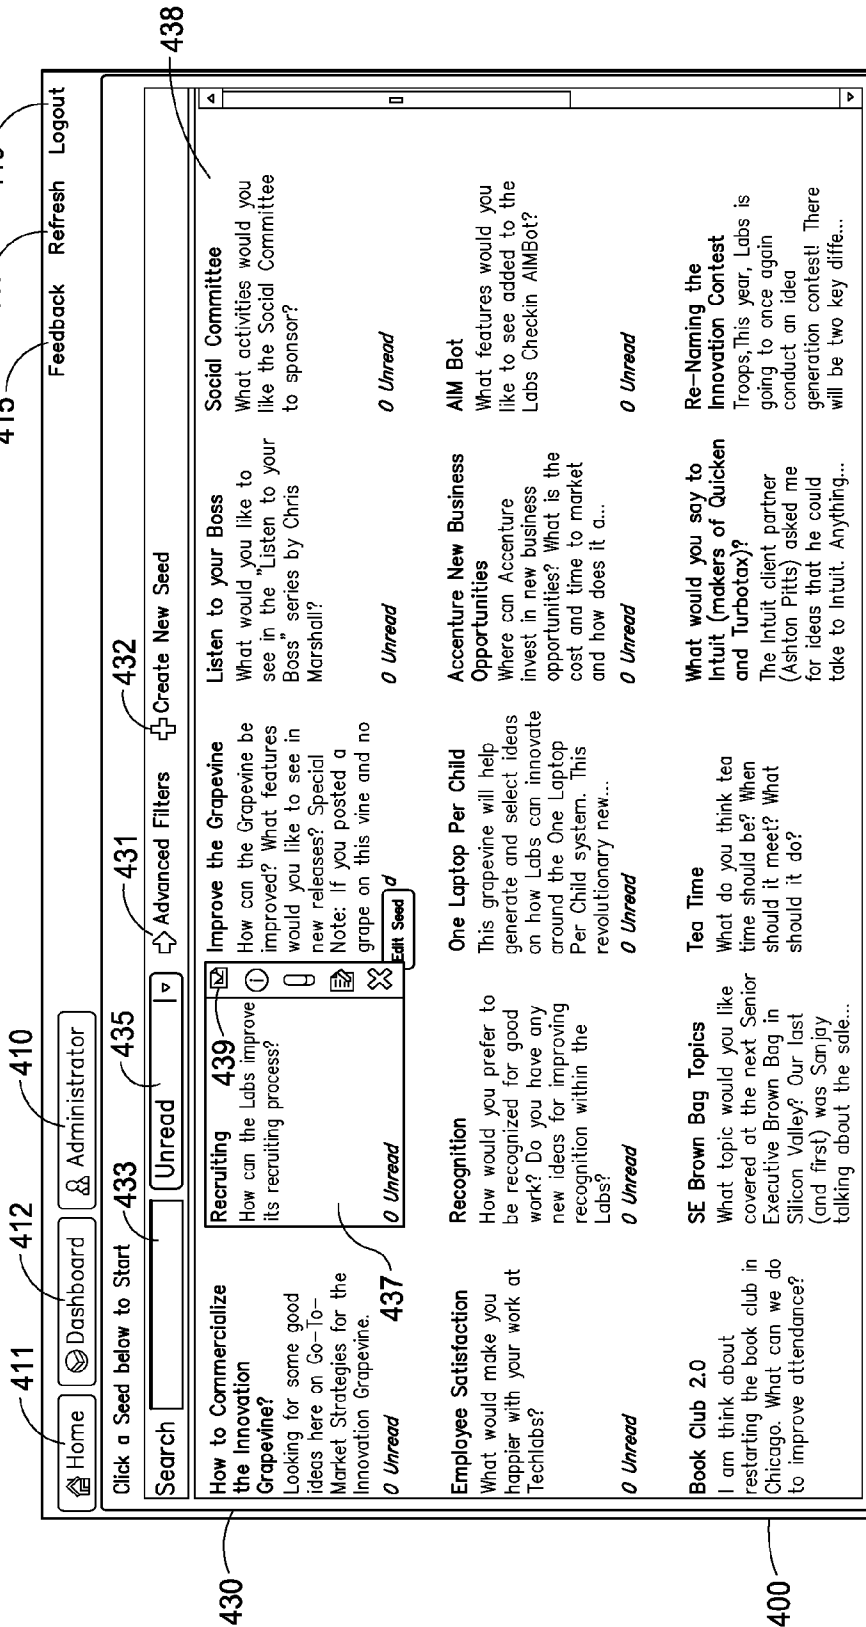 411
412
410
415
Home
Dashboard
Administrator
Feedback
Refresh
Logout
Click a Seed below to Start
433
435
431
432
438
Search
Unread
Advanced Filters
Create New Seed
430
How to Commercialize
the Innovation
Grapevine?
Looking for some good
ideas here on Go-To-
Market Strategies for the
Innovation Grapevine.
0 Unread
437
Recruiting
439
How can the Labs improve
its recruiting process?
0 Unread
Edit Seed
Improve the Grapevine
How can the Grapevine be
improved? What features
would you like to see in
new releases? Special
Note: If you posted a
grape on this vine and no
d
Listen to your Boss
What would you like to
see in the "Listen to your
Boss" series by Chris
Marshall?
0 Unread
Social Committee
What activities would you
like the Social Committee
to sponsor?
0 Unread
Employee Satisfaction
What would make you
happier with your work at
Techlabs?
0 Unread
Recognition
How would you prefer to
be recognized for good
work? Do you have any
new ideas for improving
recognition within the
Labs?
0 Unread
One Laptop Per Child
This grapevine will help
generate and select ideas
on how Labs can innovate
around the One Laptop
Per Child system. This
revolutionary new...
0 Unread
Accenture New Business
Opportunities
Where can Accenture
invest in new business
opportunities? What is the
cost and time to market
and how does it a...
0 Unread
AIM Bot
What features would you
like to see added to the
Labs Checkin AIMBot?
0 Unread
Book Club 2.0
I am think about
restarting the book club in
Chicago. What can we do
to improve attendance?
SE Brown Bag Topics
What topic would you like
covered at the next Senior
Executive Brown Bag in
Silicon Valley? Our last
(and first) was Sanjay
talking about the sale...
Tea Time
What do you think tea
time should be? When
should it meet? What
should it do?
What would you say to
Intuit (makers of Quicken
and Turbotax)?
The Intuit client partner
(Ashton Pitts) asked me
for ideas that he could
take to Intuit. Anything...
Re-Naming the
Innovation Contest
Troops,This year, Labs is
going to once again
conduct an idea
generation contest! There
will be two key diffe...
400